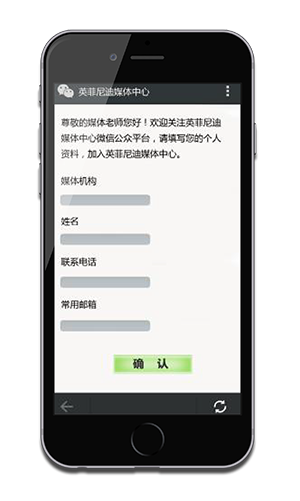 英菲尼迪媒体中心
尊敬的媒体老师您好！欢迎关注英菲尼迪
媒体中心微信公众平台，请填写您的个人
资料，加入英菲尼迪媒体中心。
媒体机构
姓名
联系电话
常用邮箱
确 认